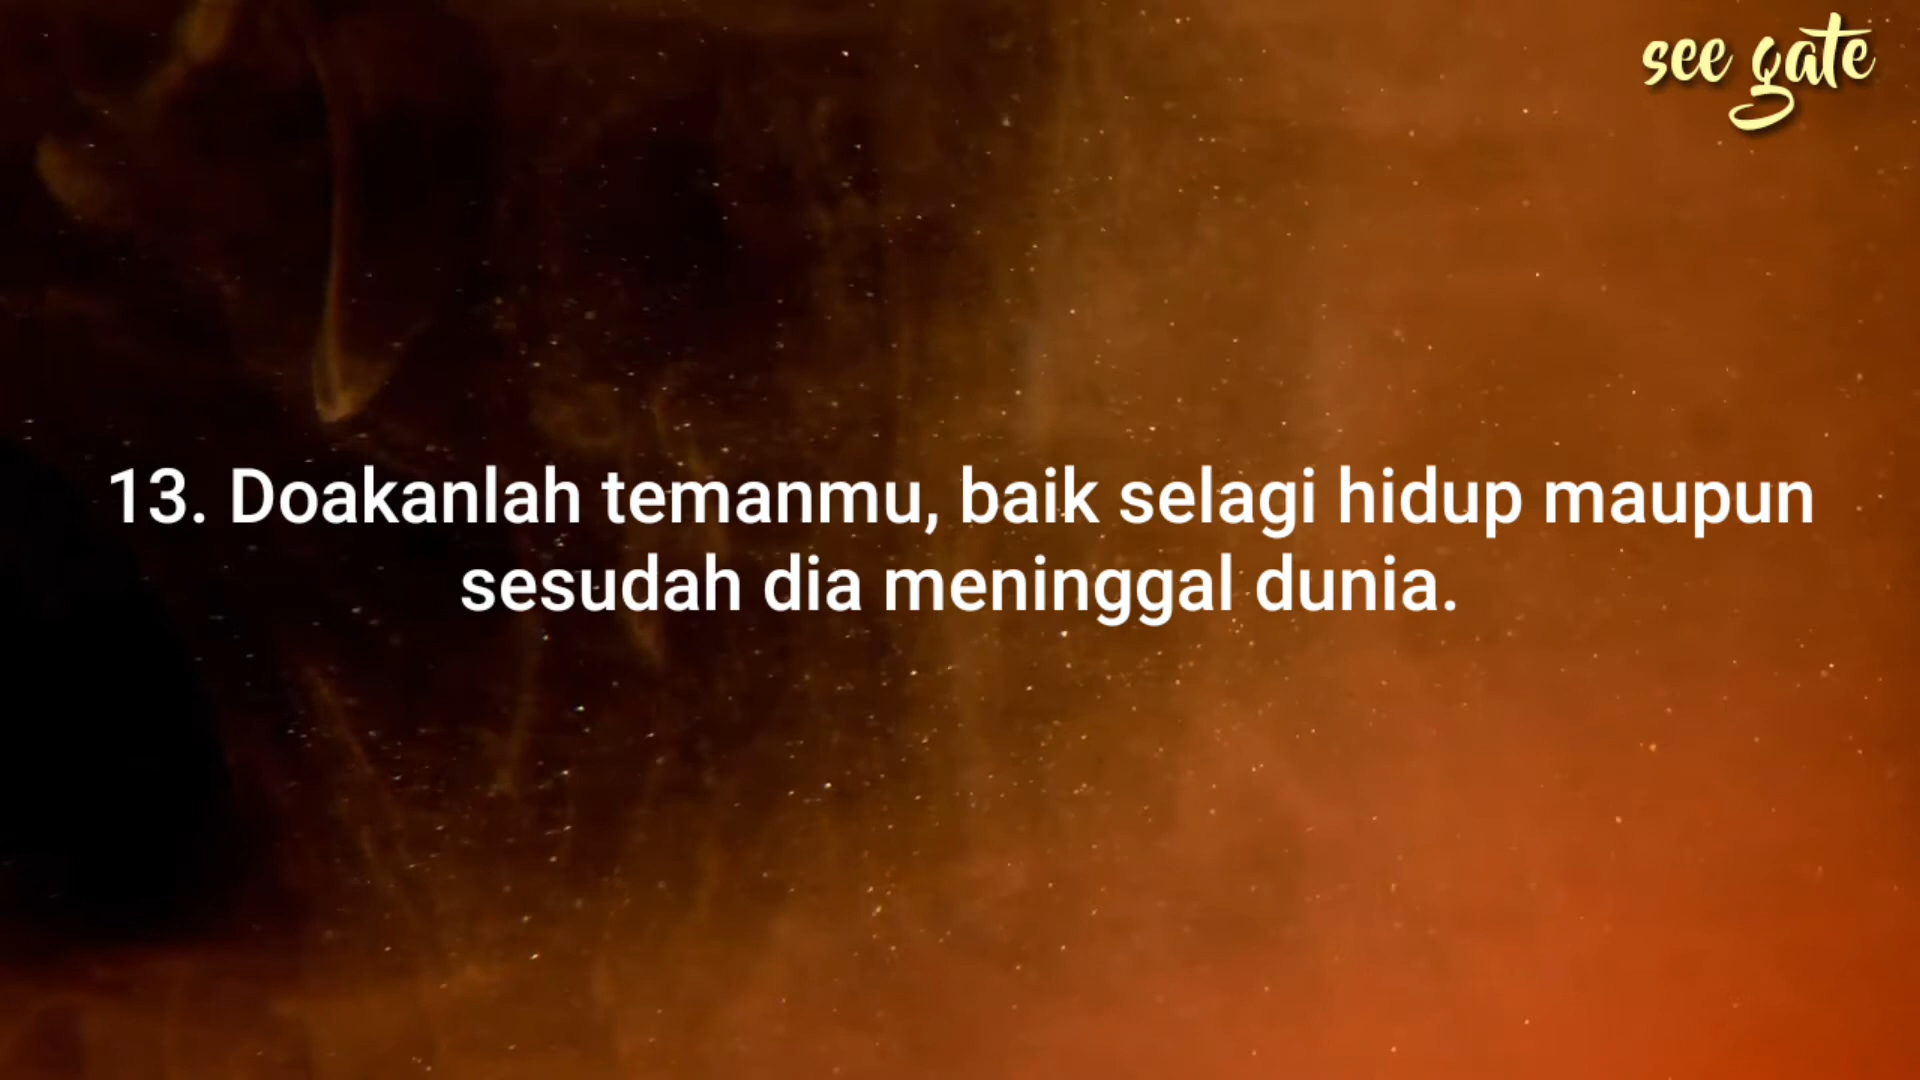 see gate
13. Doakanlah temanmu, baik selagi hidup maupun
sesudah dia meninggal dunia.